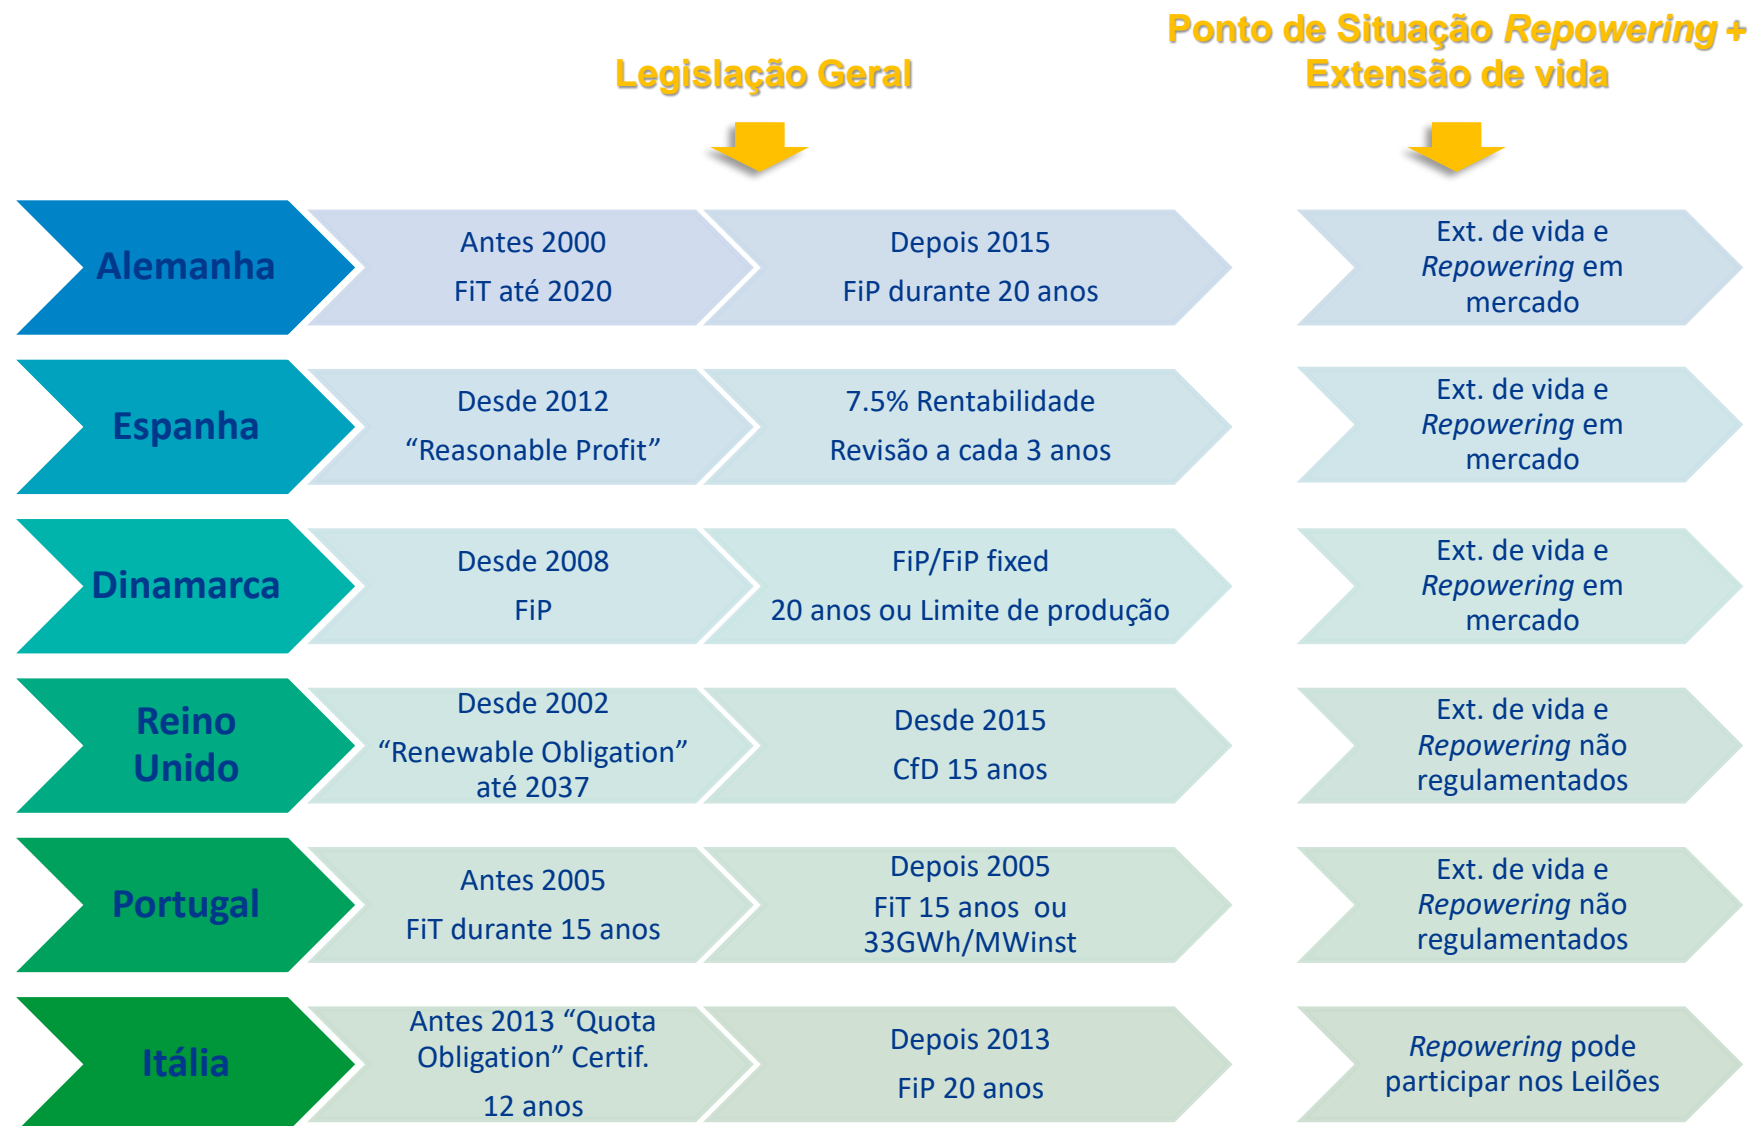 Ponto de Situação Repowering +
Extensão de vida
Legislação Geral
Alemanha
Antes 2000
FiT até 2020
Depois 2015
FiP durante 20 anos
Ext. de vida e
Repowering em
mercado
Espanha
Desde 2012
“Reasonable Profit”
7.5% Rentabilidade
Revisão a cada 3 anos
Ext. de vida e
Repowering em
mercado
Dinamarca
Desde 2008
FiP
FiP/FiP fixed
20 anos ou Limite de produção
Ext. de vida e
Repowering em
mercado
Reino
Unido
Desde 2002
“Renewable Obligation”
até 2037
Desde 2015
CfD 15 anos
Ext. de vida e
Repowering não
regulamentados
Portugal
Antes 2005
FiT durante 15 anos
Depois 2005
FiT 15 anos ou
33GWh/MWinst
Ext. de vida e
Repowering não
regulamentados
Itália
Antes 2013 “Quota
Obligation” Certif.
12 anos
Depois 2013
FiP 20 anos
Repowering pode
participar nos Leilões